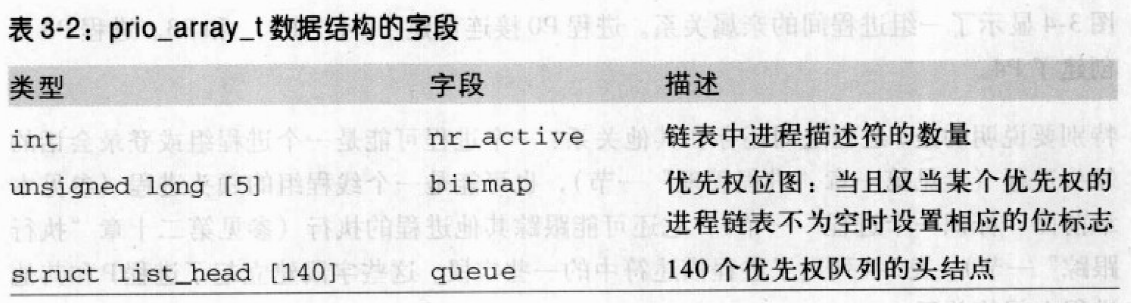 表 3-2：prio_array_t 数据结构的字段
类型 字段 描述
int nr_active 链表中进程描述符的数量
unsigned long [5] bitmap 优先权位图：当且仅当某个优先权的
进程链表不为空时设置相应的位标志
struct list_head [140] queue 140 个优先权队列的头结点